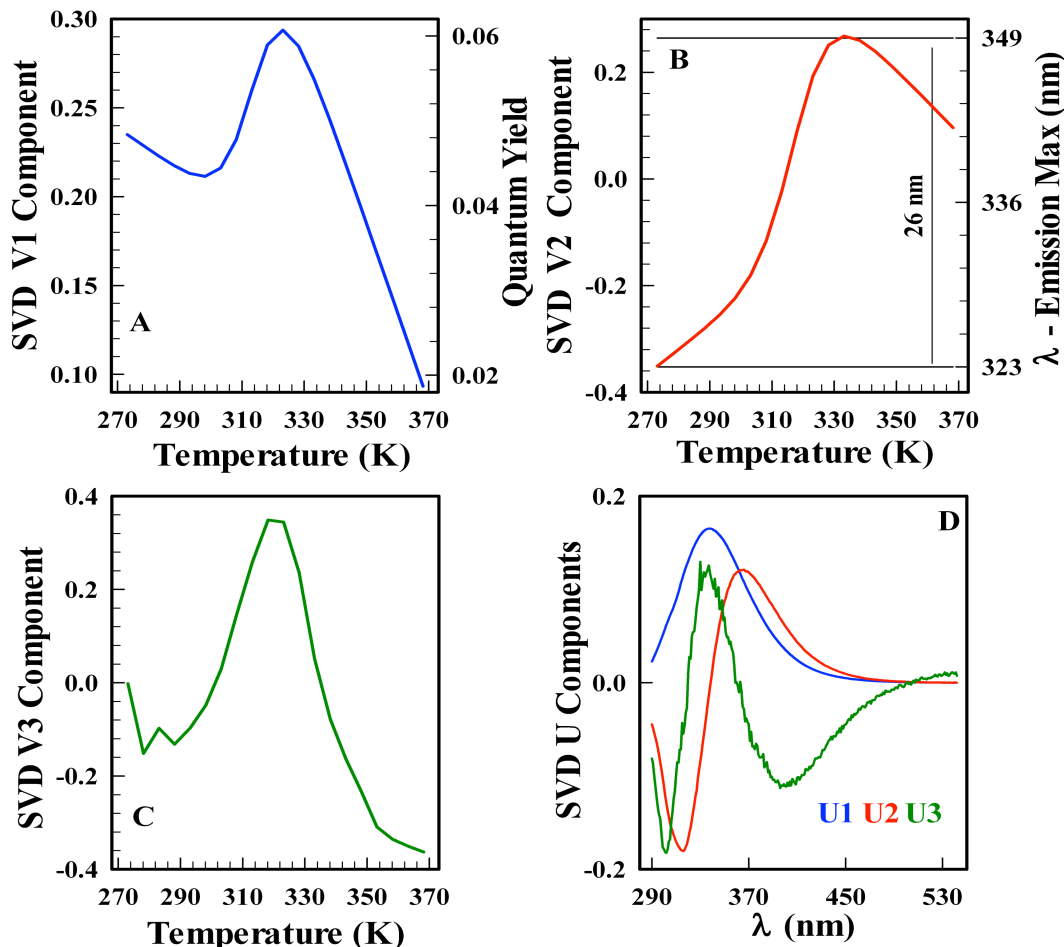 0.30
0.25
0.20
0.15
0.10
SVD V1 Component
A
0.06
0.04
0.02
Quantum Yield
270 290 310 330 350 370
Temperature (K)
0.2
0.0
-0.2
-0.4
SVD V2 Component
B
26 nm
349
336
323
λ - Emission Max (nm)
270 290 310 330 350 370
Temperature (K)
0.4
0.2
0.0
-0.2
-0.4
SVD V3 Component
C
270 290 310 330 350 370
Temperature (K)
0.2
0.0
-0.2
SVD U Components
D
U1 U2 U3
290 370 450 530
λ (nm)